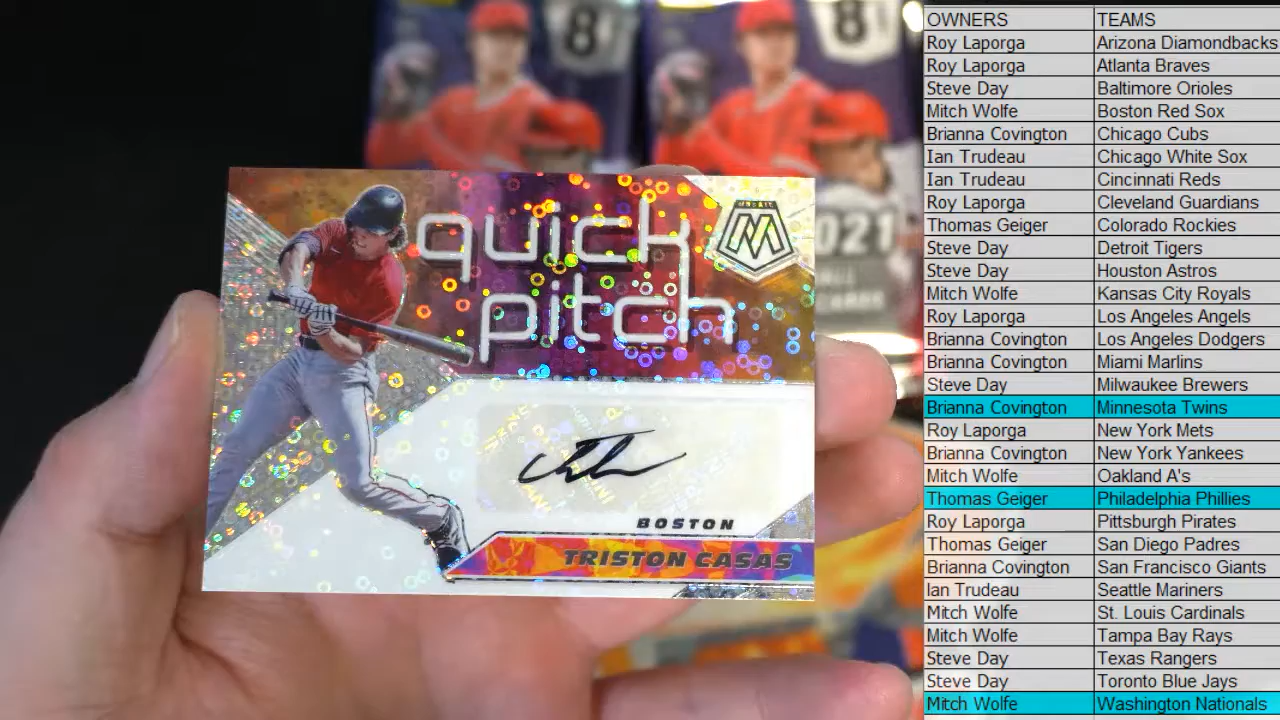 8
8
quick
pitch
MOSAIC
M
BOSTON
TRISTON CASAS
OWNERS TEAMS
Roy Laporga Arizona Diamondbacks
Roy Laporga Atlanta Braves
Steve Day Baltimore Orioles
Mitch Wolfe Boston Red Sox
Brianna Covington Chicago Cubs
Ian Trudeau Chicago White Sox
Ian Trudeau Cincinnati Reds
Roy Laporga Cleveland Guardians
Thomas Geiger Colorado Rockies
Steve Day Detroit Tigers
Steve Day Houston Astros
Mitch Wolfe Kansas City Royals
Roy Laporga Los Angeles Angels
Brianna Covington Los Angeles Dodgers
Brianna Covington Miami Marlins
Steve Day Milwaukee Brewers
Brianna Covington Minnesota Twins
Roy Laporga New York Mets
Brianna Covington New York Yankees
Mitch Wolfe Oakland A's
Thomas Geiger Philadelphia Phillies
Roy Laporga Pittsburgh Pirates
Thomas Geiger San Diego Padres
Brianna Covington San Francisco Giants
Ian Trudeau Seattle Mariners
Mitch Wolfe St. Louis Cardinals
Mitch Wolfe Tampa Bay Rays
Steve Day Texas Rangers
Steve Day Toronto Blue Jays
Mitch Wolfe Washington Nationals